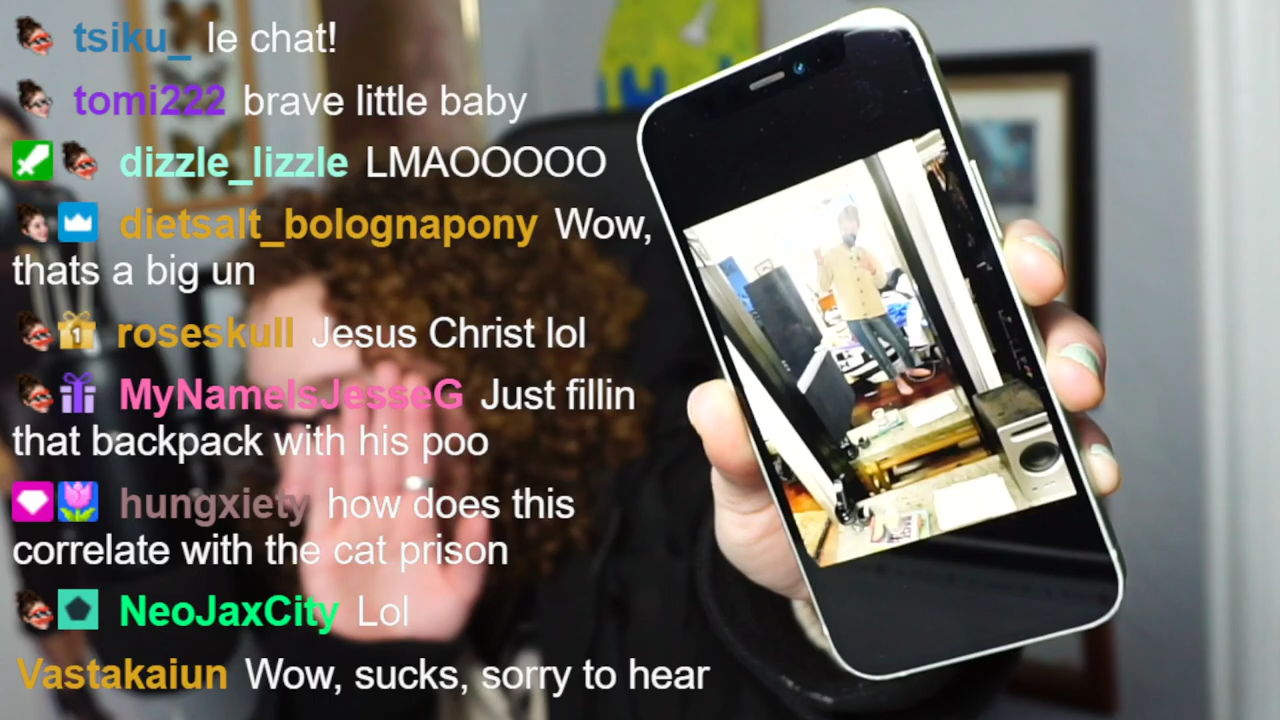 tsiku_ le chat!
tomi222 brave little baby
dizzle_lizzle LMAOOOOO
dietsalt_bolognapony Wow,
thats a big un
1
roseskull Jesus Christ lol
MyNameIsJesseG Just fillin
that backpack with his poo
hungxiety how does this
correlate with the cat prison
NeoJaxCity Lol
Vastakaiun Wow, sucks, sorry to hear